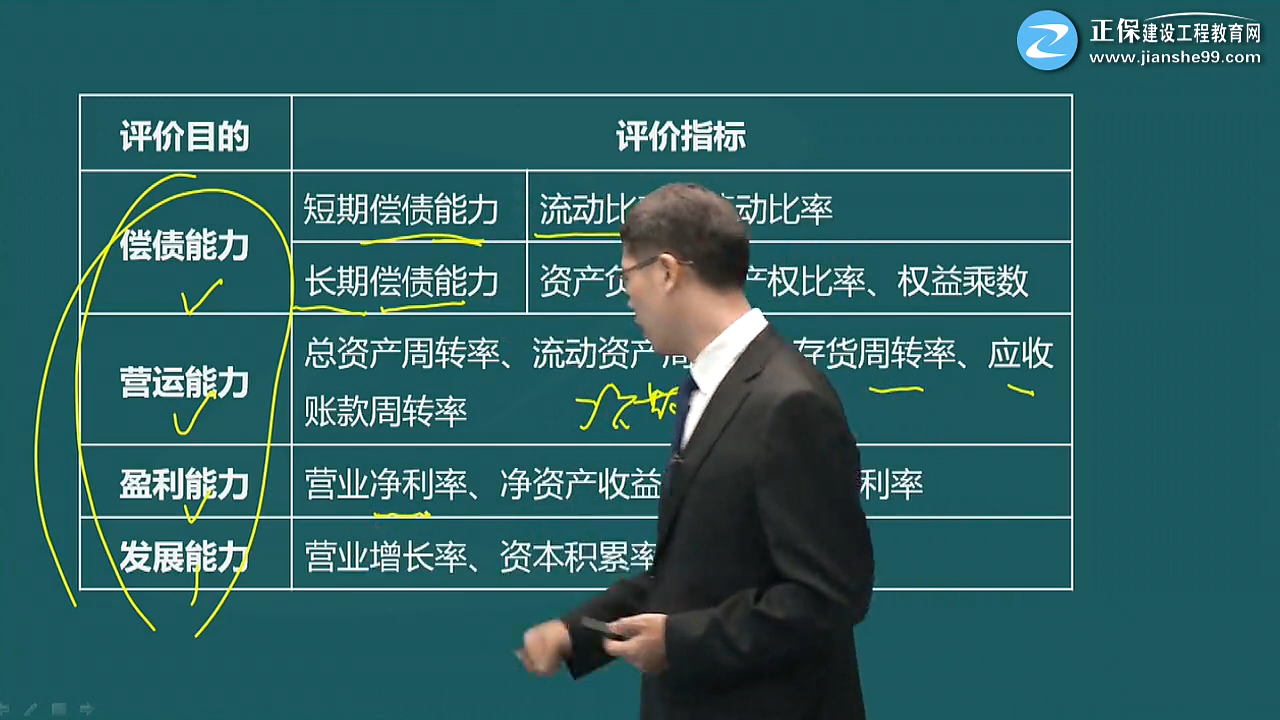 正保建设工程教育网
www.jianshe99.com
评价目的 评价指标
偿债能力
短期偿债能力 流动比 动比率
长期偿债能力 资产负 产权比率、权益乘数
营运能力
总资产周转率、流动资产周 存货周转率、应收
账款周转率
盈利能力 营业净利率、净资产收益 利率
发展能力 营业增长率、资本积累率